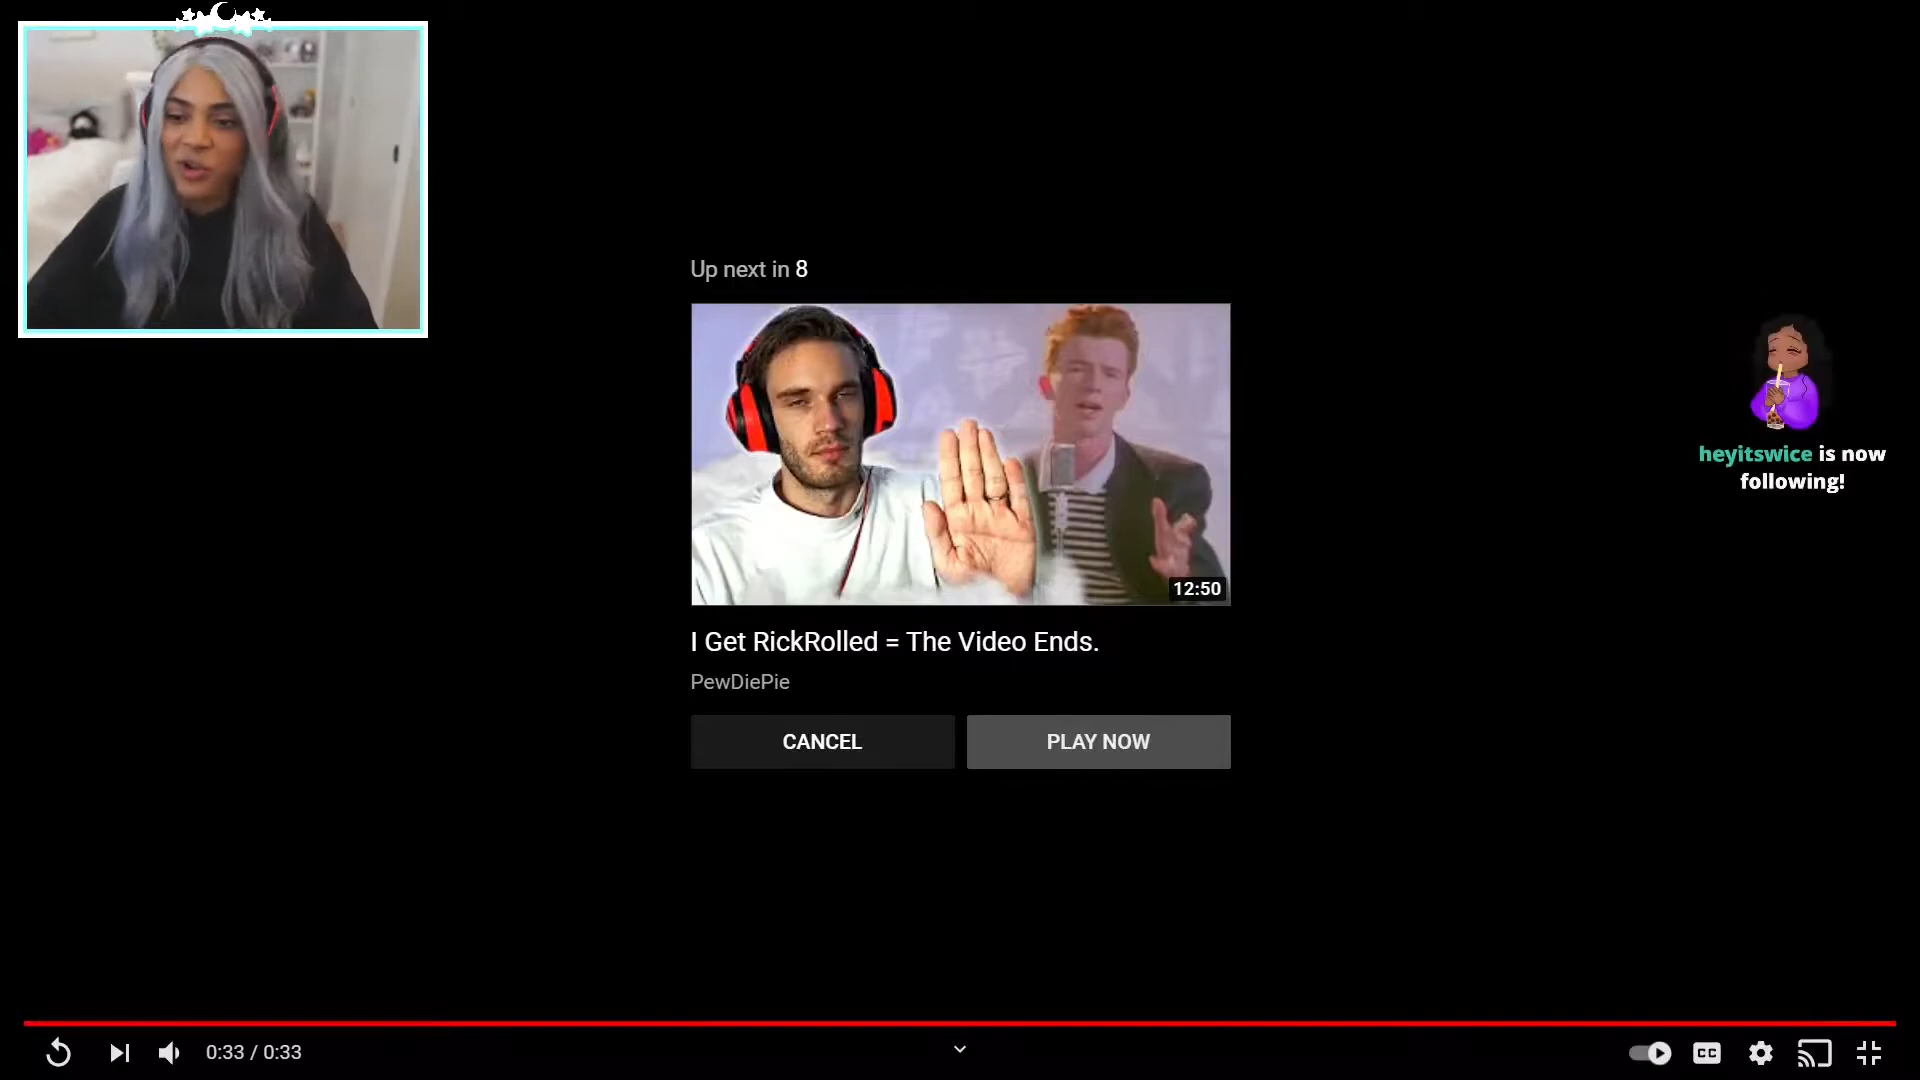 Up next in 8
12:50
I Get RickRolled = The Video Ends.
PewDiePie
CANCEL
PLAY NOW
heyitswice is now
following!
0:33 / 0:33
CC